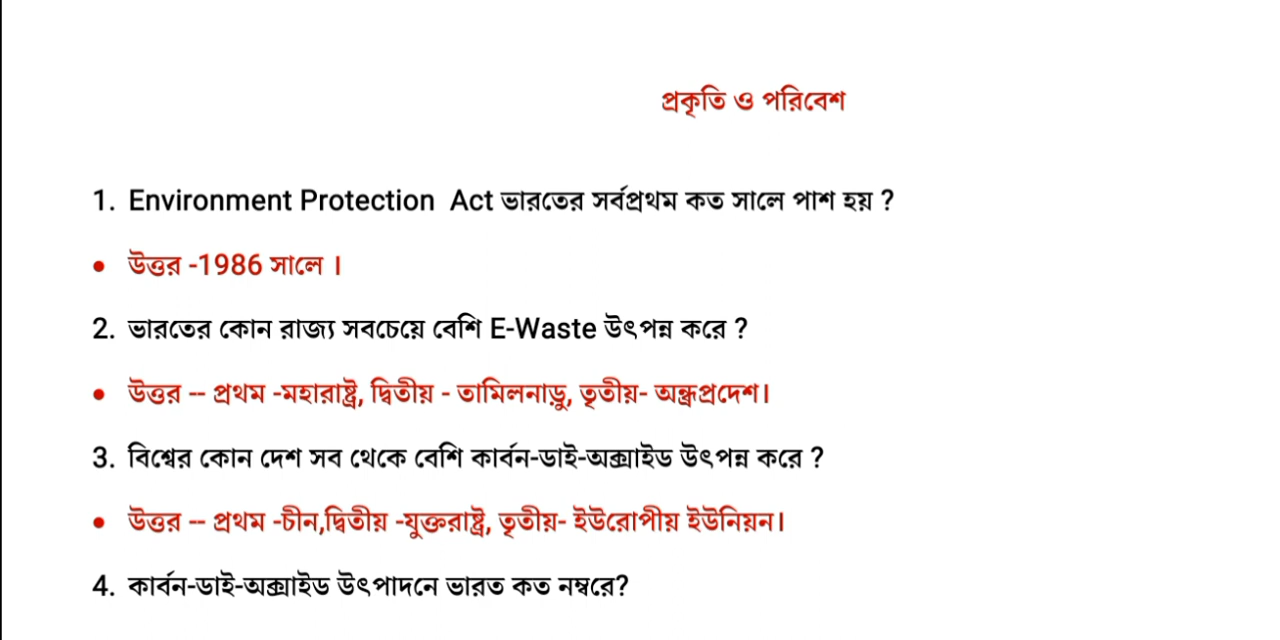 প্রকৃতি ও পরিবেশ
1. Environment Protection Act ভারতের সর্বপ্রথম কত সালে পাশ হয় ?
• উত্তর -1986 সালে ।
2. ভারতের কোন রাজ্য সবচেয়ে বেশি E-Waste উৎপন্ন করে ?
• উত্তর -- প্রথম -মহারাষ্ট্র, দ্বিতীয় - তামিলনাড়ু, তৃতীয়- অন্ধ্রপ্রদেশ।
3. বিশ্বের কোন দেশ সব থেকে বেশি কার্বন-ডাই-অক্সাইড উৎপন্ন করে ?
• উত্তর -- প্রথম -চীন,দ্বিতীয় -যুক্তরাষ্ট্র, তৃতীয়- ইউরোপীয় ইউনিয়ন।
4. কার্বন-ডাই-অক্সাইড উৎপাদনে ভারত কত নম্বরে?